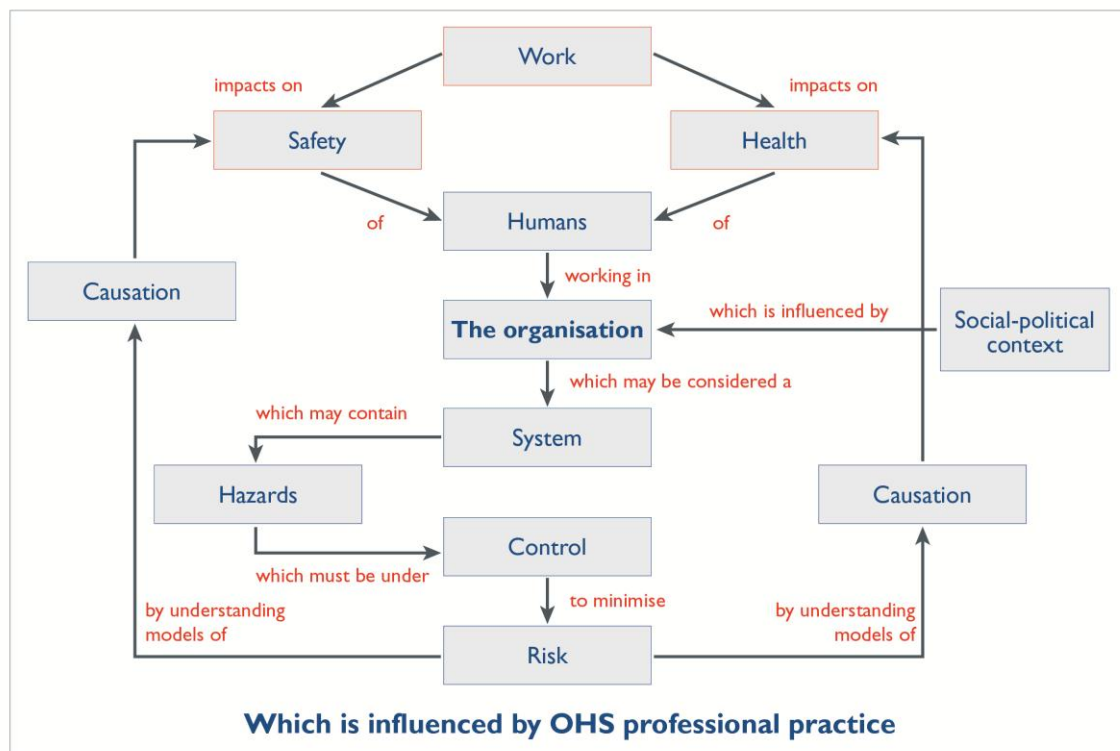 Work
impacts on
impacts on
Safety
Health
of
Humans
of
working in
Causation
The organisation
which is influenced by
Social-political
context
which may be considered a
which may contain
System
Hazards
Causation
Control
which must be under
to minimise
by understanding
models of
by understanding
models of
Risk
Which is influenced by OHS professional practice